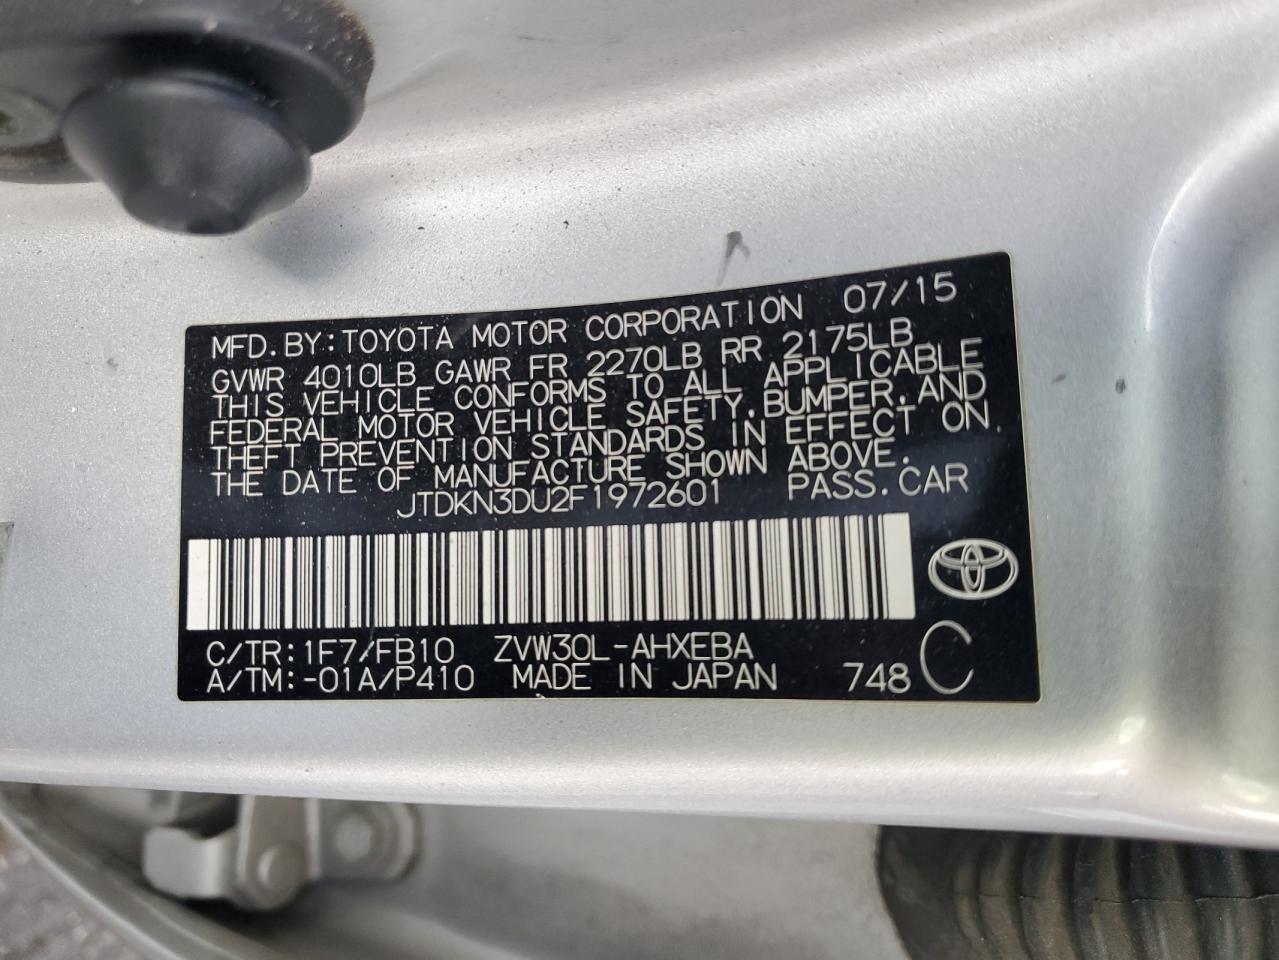 MFD. BY: TOYOTA MOTOR CORPORATION 07/15
GVWR 4010LB GAWR FR 2270LB RR 2175LB
THIS VEHICLE CONFORMS TO ALL APPLICABLE
FEDERAL MOTOR VEHICLE SAFETY, BUMPER, AND
THEFT PREVENTION STANDARDS IN EFFECT ON
THE DATE OF MANUFACTURE SHOWN ABOVE.
JTDKN3DU2F1972601 PASS. CAR
C/TR: 1F7/FB10 ZVW30L-AHXEBA
A/TM: -01A/P410 MADE IN JAPAN 748 C